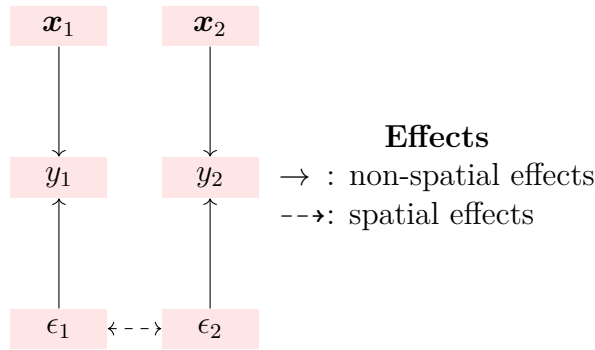 x₁ x₂
y₁ y₂
ϵ₁ ϵ₂
Effects
→ : non-spatial effects
⇢: spatial effects